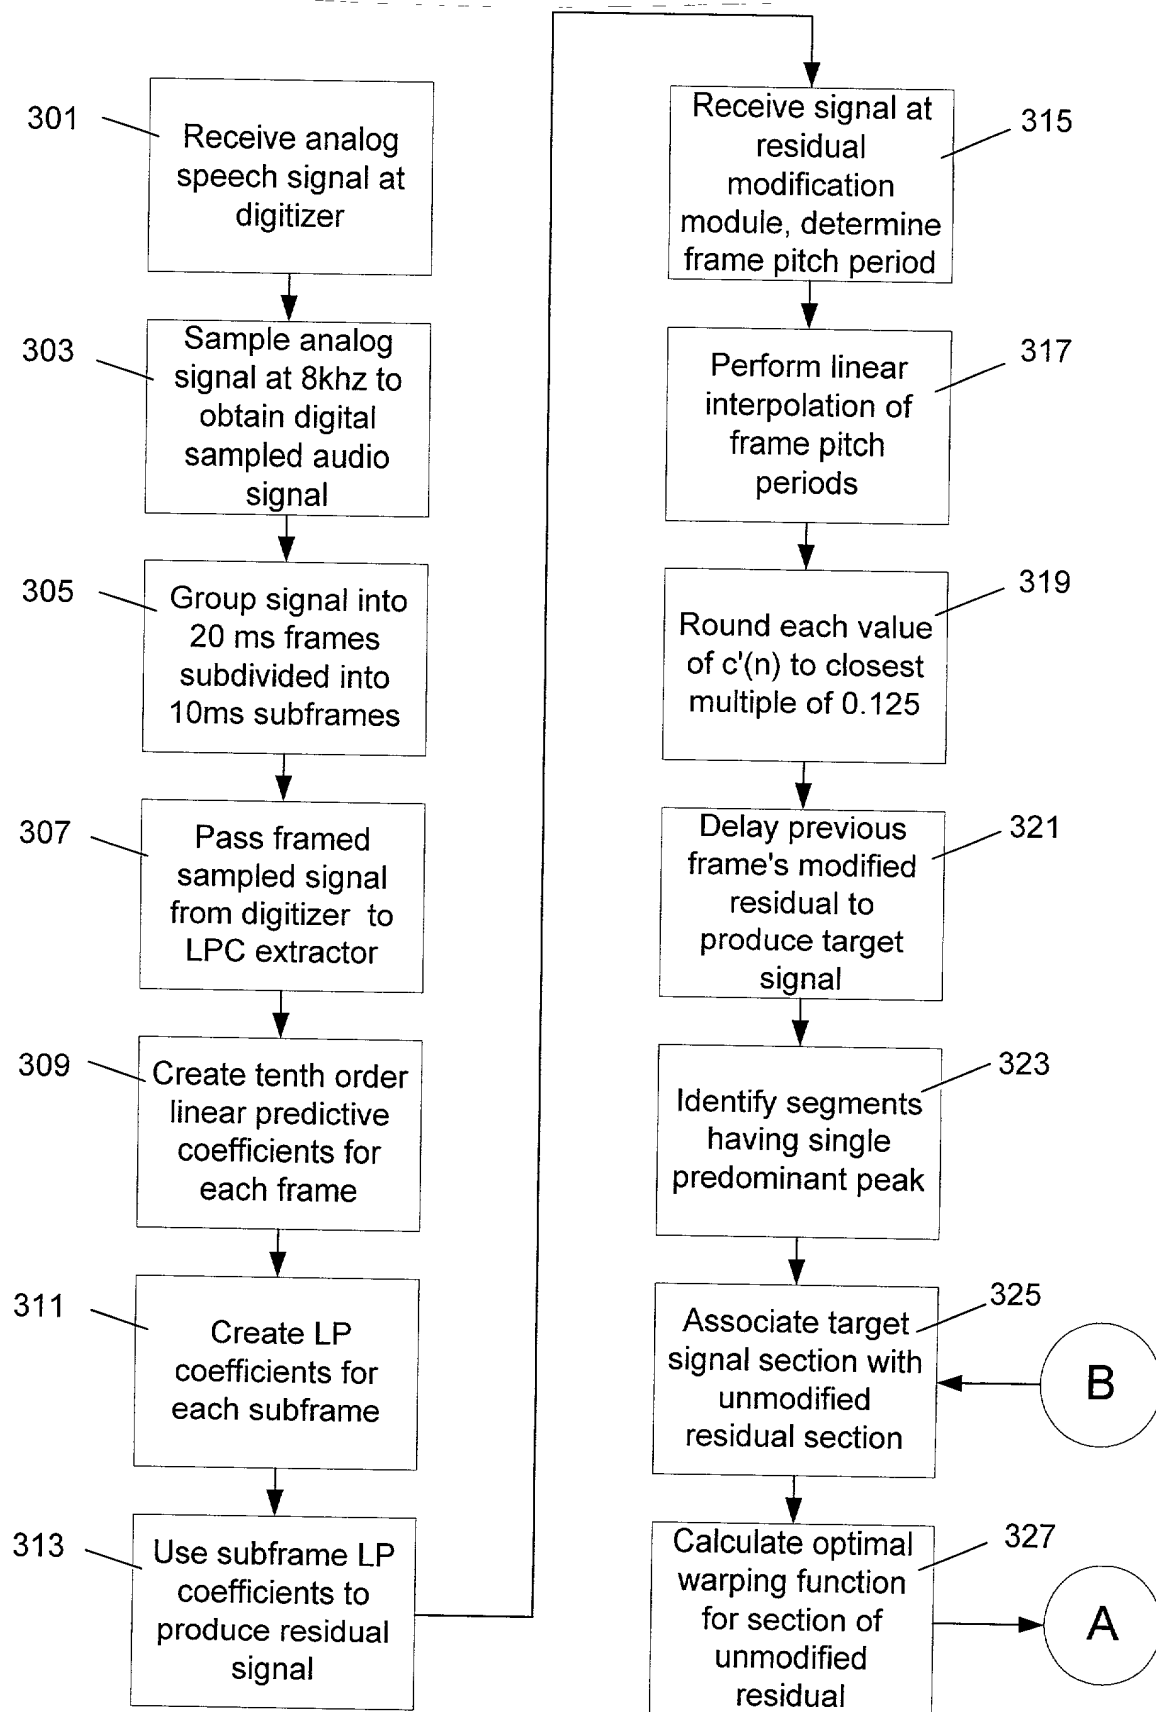 301
Receive analog
speech signal at
digitizer
303
Sample analog
signal at 8khz to
obtain digital
sampled audio
signal
305
Group signal into
20 ms frames
subdivided into
10ms subframes
307
Pass framed
sampled signal
from digitizer to
LPC extractor
309
Create tenth order
linear predictive
coefficients for
each frame
311
Create LP
coefficients for
each subframe
313
Use subframe LP
coefficients to
produce residual
signal
315
Receive signal at
residual
modification
module, determine
frame pitch period
317
Perform linear
interpolation of
frame pitch
periods
319
Round each value
of c'(n) to closest
multiple of 0.125
321
Delay previous
frame's modified
residual to
produce target
signal
323
Identify segments
having single
predominant peak
325
Associate target
signal section with
unmodified
residual section
B
327
Calculate optimal
warping function
for section of
unmodified
residual
A